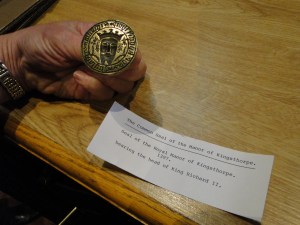 The Common Seal of the Manor of Kingsthorpe.
Seal of the Royal Manor of Kingsthorpe.
bearing the head of King Richard II.